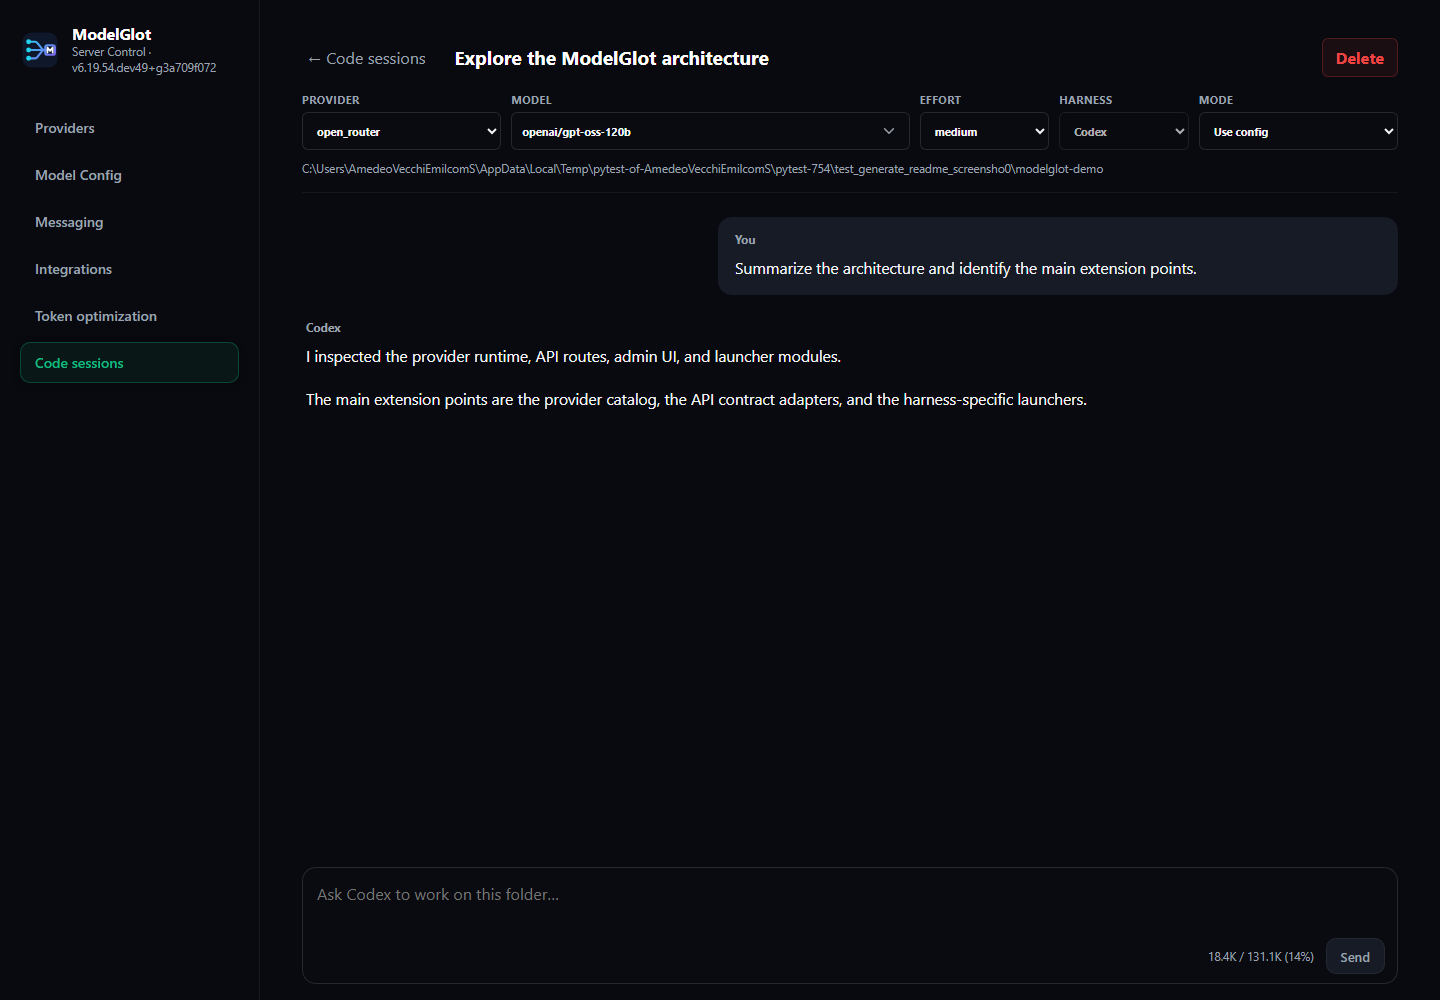 ModelGlot
Server Control ·
v6.19.54.dev49+g3a709f072
Providers
Model Config
Messaging
Integrations
Token optimization
Code sessions
← Code sessions
Explore the ModelGlot architecture
Delete
PROVIDER
MODEL
EFFORT
HARNESS
MODE
open_router
openai/gpt-oss-120b
medium
Codex
Use config
C:\Users\AmedeoVecchiEmilcomS\AppData\Local\Temp\pytest-of-AmedeoVecchiEmilcomS\pytest-754\test_generate_readme_screensho0\modelglot-demo
You
Summarize the architecture and identify the main extension points.
Codex
I inspected the provider runtime, API routes, admin UI, and launcher modules.
The main extension points are the provider catalog, the API contract adapters, and the harness-specific launchers.
Ask Codex to work on this folder...
18.4K / 131.1K (14%)
Send